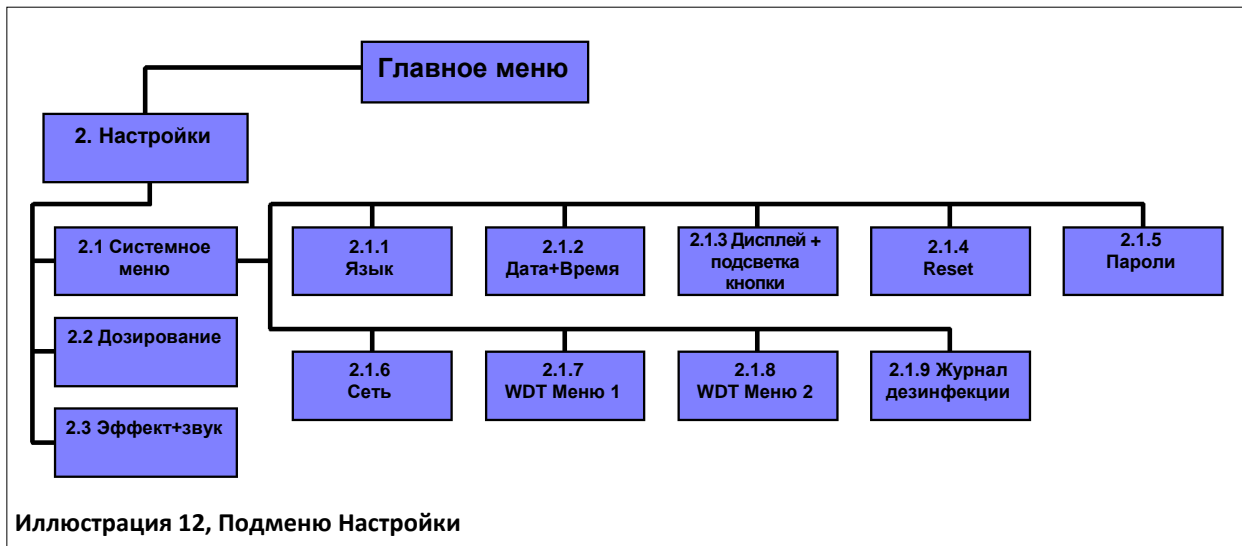 Главное меню
2. Настройки
2.1 Системное
меню
2.1.1
Язык
2.1.2
Дата+Время
2.1.3 Дисплей +
подсветка
кнопки
2.1.4
Reset
2.1.5
Пароли
2.2 Дозирование
2.1.6
Сеть
2.1.7
WDT Меню 1
2.1.8
WDT Меню 2
2.1.9 Журнал
дезинфекции
2.3 Эффект+звук
Иллюстрация 12, Подменю Настройки